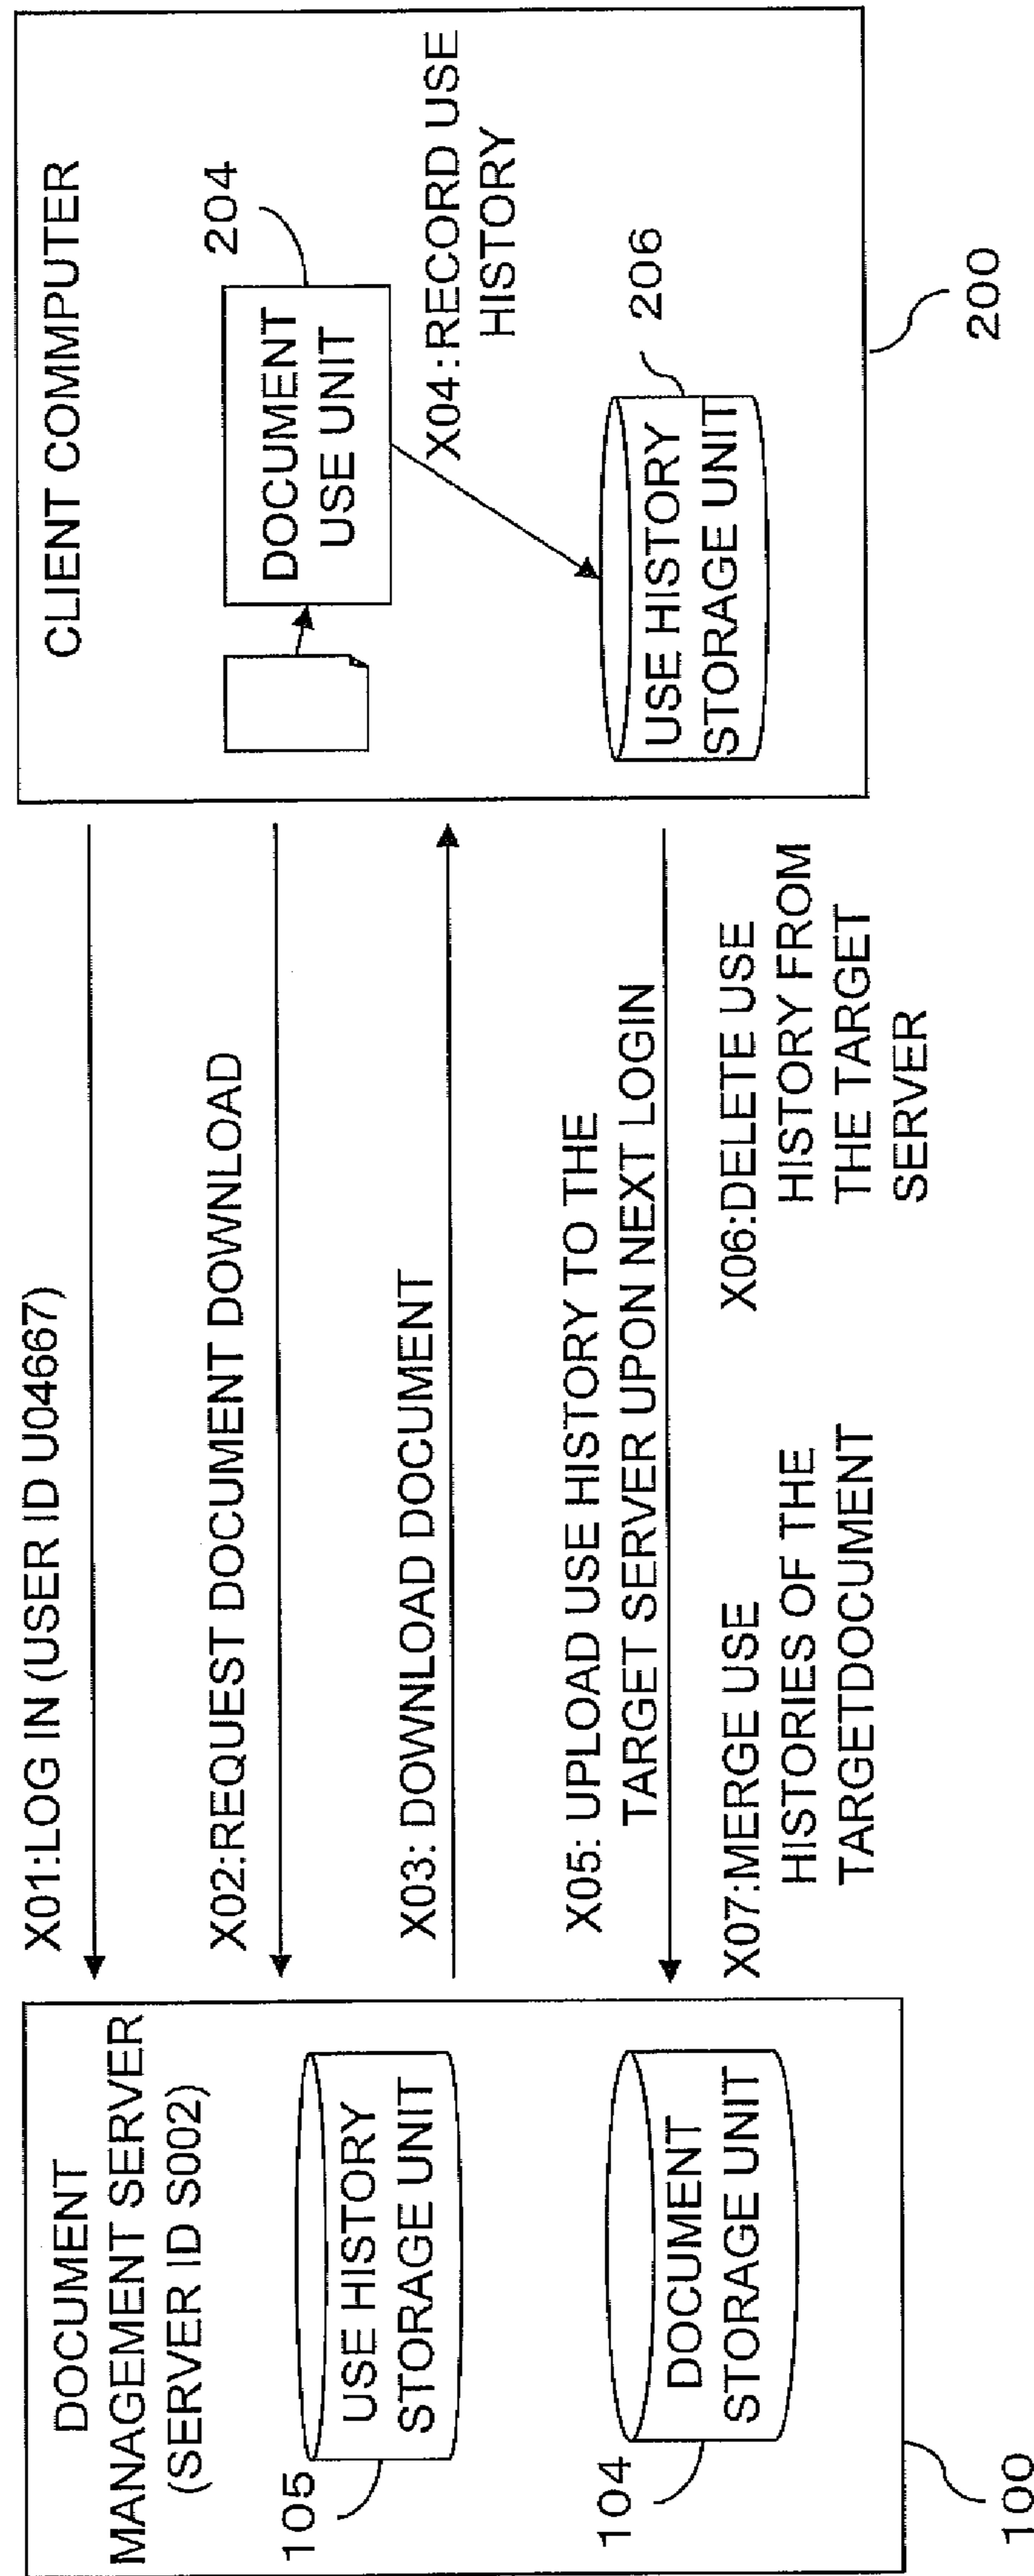 DOCUMENT
MANAGEMENT SERVER
(SERVER ID S002)
105
USE HISTORY
STORAGE UNIT
104
DOCUMENT
STORAGE UNIT
100
X01:LOG IN (USER ID U04667)
X02:REQUEST DOCUMENT DOWNLOAD
X03: DOWNLOAD DOCUMENT
X05: UPLOAD USE HISTORY TO THE
TARGET SERVER UPON NEXT LOGIN
X07:MERGE USE
HISTORIES OF THE
TARGETDOCUMENT
X06:DELETE USE
HISTORY FROM
THE TARGET
SERVER
CLIENT COMMPUTER
204
DOCUMENT
USE UNIT
X04:RECORD USE
HISTORY
206
USE HISTORY
STORAGE UNIT
200